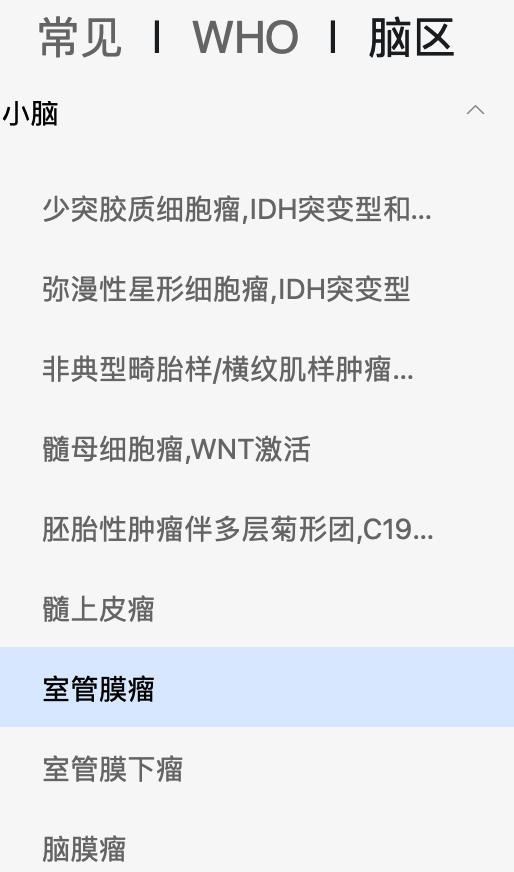 常见 | WHO | 脑区
小脑
少突胶质细胞瘤,IDH突变型和...
弥漫性星形细胞瘤,IDH突变型
非典型畸胎样/横纹肌样肿瘤...
髓母细胞瘤,WNT激活
胚胎性肿瘤伴多层菊形团,C19...
髓上皮瘤
室管膜瘤
室管膜下瘤
脑膜瘤